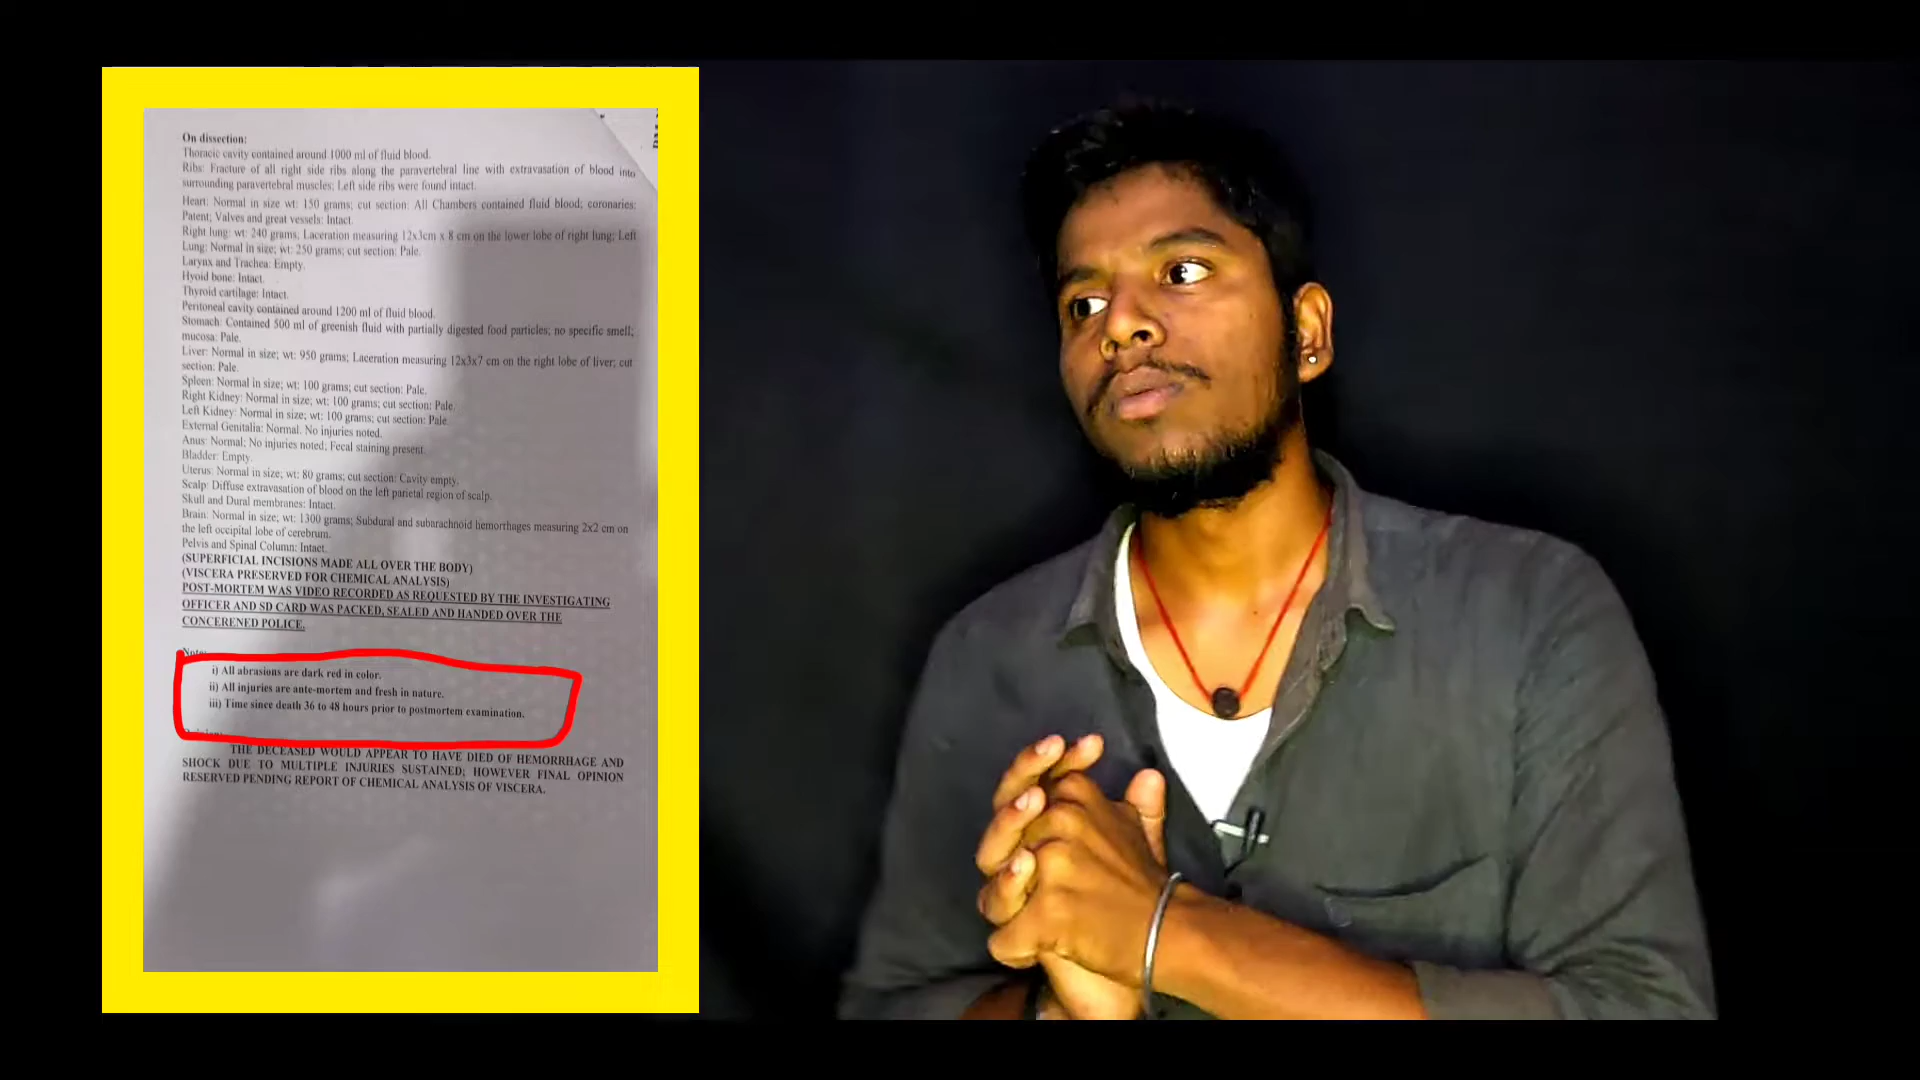 On dissection:
Thoracic cavity contained around 1000 ml of fluid blood.
Ribs: Fracture of all right side ribs along the paravertebral line with extravasation of blood into
surrounding paravertebral muscles; Left side ribs were found intact.
Heart: Normal in size wt: 150 grams; cut section: All Chambers contained fluid blood; coronaries:
Patent; Valves and great vessels: Intact.
Right lung: wt: 240 grams; Laceration measuring 12x3cm x 8 cm on the lower lobe of right lung; Left
Lung: Normal in size; wt: 250 grams; cut section: Pale.
Larynx and Trachea: Empty.
Hyoid bone: Intact.
Thyroid cartilage: Intact.
Peritoneal cavity contained around 1200 ml of fluid blood.
Stomach: Contained 500 ml of greenish fluid with partially digested food particles; no specific smell;
mucosa: Pale.
Liver: Normal in size; wt: 950 grams; Laceration measuring 12x3x7 cm on the right lobe of liver; cut
section: Pale.
Spleen: Normal in size; wt: 100 grams; cut section: Pale.
Right Kidney: Normal in size; wt: 100 grams; cut section: Pale.
Left Kidney: Normal in size; wt: 100 grams; cut section: Pale.
External Genitalia: Normal. No injuries noted.
Anus: Normal; No injuries noted; Fecal staining present.
Bladder: Empty.
Uterus: Normal in size; wt: 80 grams; cut section: Cavity empty.
Scalp: Diffuse extravasation of blood on the left parietal region of scalp.
Skull and Dural membranes: Intact.
Brain: Normal in size; wt: 1300 grams; Subdural and subarachnoid hemorrhages measuring 2x2 cm on
the left occipital lobe of cerebrum.
Pelvis and Spinal Column: Intact.
(SUPERFICIAL INCISIONS MADE ALL OVER THE BODY)
(VISCERA PRESERVED FOR CHEMICAL ANALYSIS)
POST-MORTEM WAS VIDEO RECORDED AS REQUESTED BY THE INVESTIGATING
OFFICER AND SD CARD WAS PACKED, SEALED AND HANDED OVER THE
CONCERENED POLICE.
i) All abrasions are dark red in color.
ii) All injuries are ante-mortem and fresh in nature.
iii) Time since death 36 to 48 hours prior to postmortem examination.
THE DECEASED WOULD APPEAR TO HAVE DIED OF HEMORRHAGE AND
SHOCK DUE TO MULTIPLE INJURIES SUSTAINED; HOWEVER FINAL OPINION
RESERVED PENDING REPORT OF CHEMICAL ANALYSIS OF VISCERA.